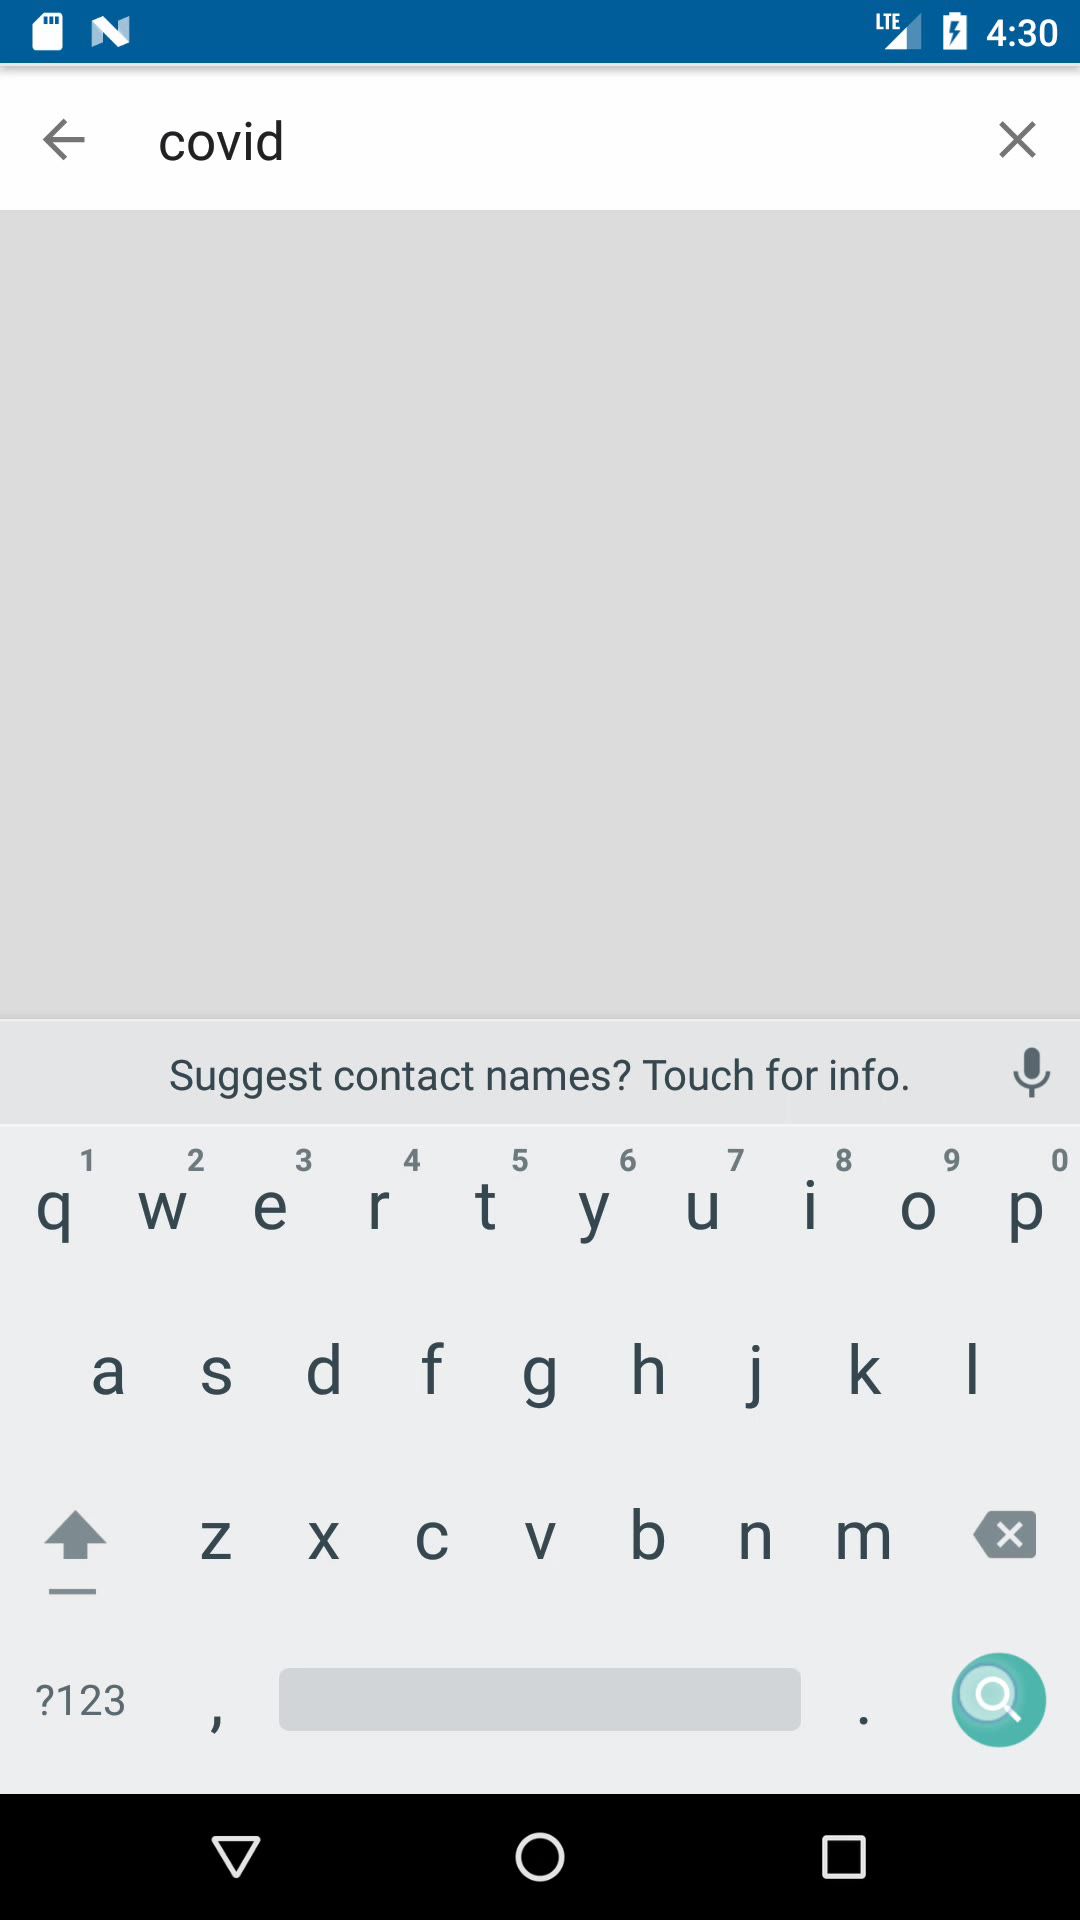 LTE 4:30
covid
Suggest contact names? Touch for info.
1 2 3 4 5 6 7 8 9 0
q w e r t y u i o p
a s d f g h j k l
z x c v b n m
?123 , .